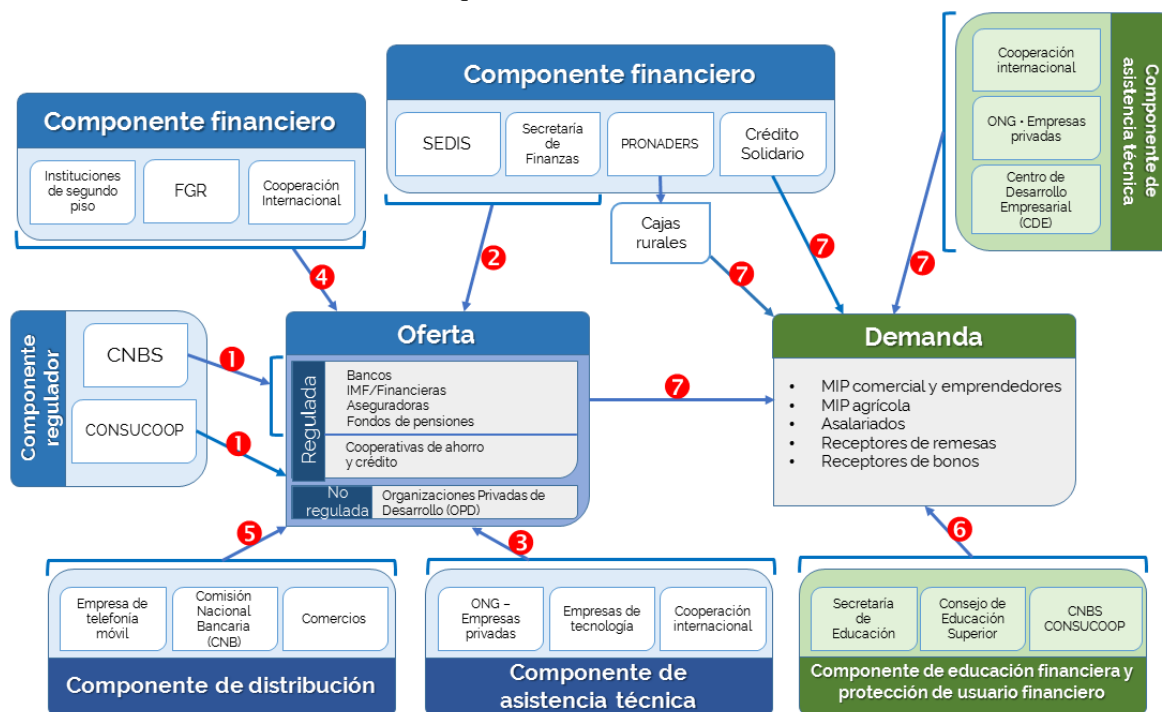 Componente financiero
Instituciones
de segundo
piso
FGR
Cooperación
Internacional
Componente financiero
SEDIS
Secretaría
de
Finanzas
PRONADERS
Crédito
Solidario
Cajas
rurales
Cooperación
internacional
ONG • Empresas
privadas
Centro de
Desarrollo
Empresarial
(CDE)
Componente de
asistencia técnica
4
2
7
7
7
Componente
regulador
CNBS
CONSUCOOP
1
1
Oferta
Regulada
Bancos
IMF/Financieras
Aseguradoras
Fondos de pensiones
Cooperativas de ahorro
y crédito
No
regulada
Organizaciones Privadas de
Desarrollo (OPD)
7
Demanda
• MIP comercial y emprendedores
• MIP agrícola
• Asalariados
• Receptores de remesas
• Receptores de bonos
5
3
6
Empresa de
telefonía
móvil
Comisión
Nacional
Bancaria
(CNB)
Comercios
Componente de distribución
ONG –
Empresas
privadas
Empresas de
tecnología
Cooperación
internacional
Componente de
asistencia técnica
Secretaría
de
Educación
Consejo de
Educación
Superior
CNBS
CONSUCOOP
Componente de educación financiera y
protección de usuario financiero